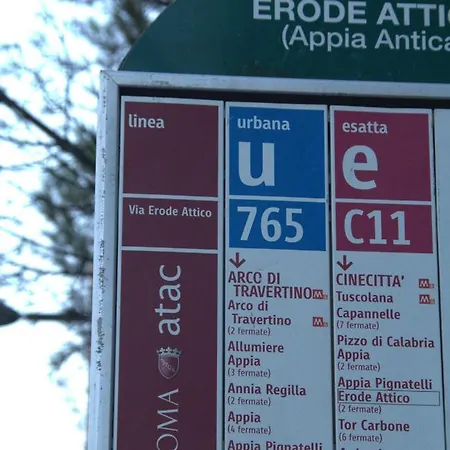 ERODE ATTIC
(Appia Antica
linea
Via Erode Attico
atac
ROMA
urbana
u
765
ARCO DI
TRAVERTINO M
Arco di
Travertino M
(2 fermate)
Allumiere
Appia
(3 fermate)
Annia Regilla
(2 fermate)
Appia
(4 fermate)
Appia Pignatelli
esatta
e
C11
CINECITTA' M
Tuscolana M
Capannelle
(7 fermate)
Pizzo di Calabria
Appia
(2 fermate)
Appia Pignatelli
Erode Attico
(2 fermate)
Tor Carbone
(6 fermate)